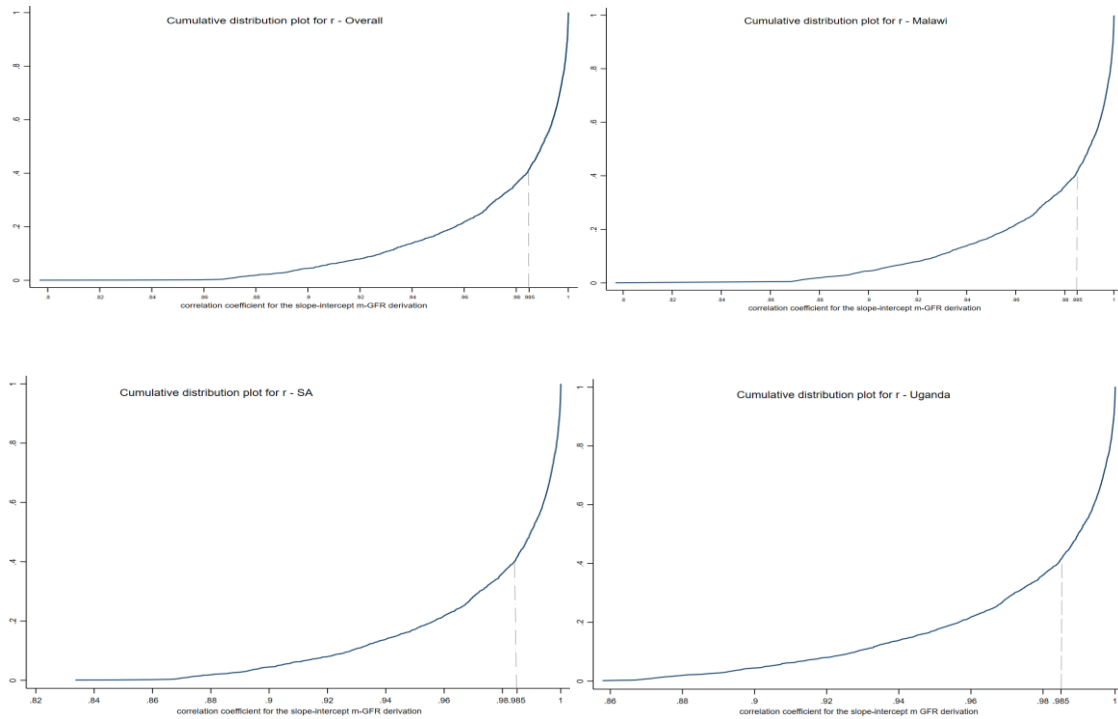 Cumulative distribution plot for r - Overall
1
.8
.6
.4
.2
0
.8 .82 .84 .86 .88 .9 .92 .94 .96 .98 .985 1
correlation coefficient for the slope-intercept m-GFR derivation
Cumulative distribution plot for r - Malawi
1
.8
.6
.4
.2
0
.8 .82 .84 .86 .88 .9 .92 .94 .96 .98 .985 1
correlation coefficient for the slope-intercept m-GFR derivation
Cumulative distribution plot for r - SA
1
.8
.6
.4
.2
0
.82 .84 .86 .88 .9 .92 .94 .96 .98 .985 1
correlation coefficient for the slope-intercept m-GFR derivation
Cumulative distribution plot for r - Uganda
1
.8
.6
.4
.2
0
.86 .88 .9 .92 .94 .96 .98 .985 1
correlation coefficient for the slope-intercept m GFR derivation